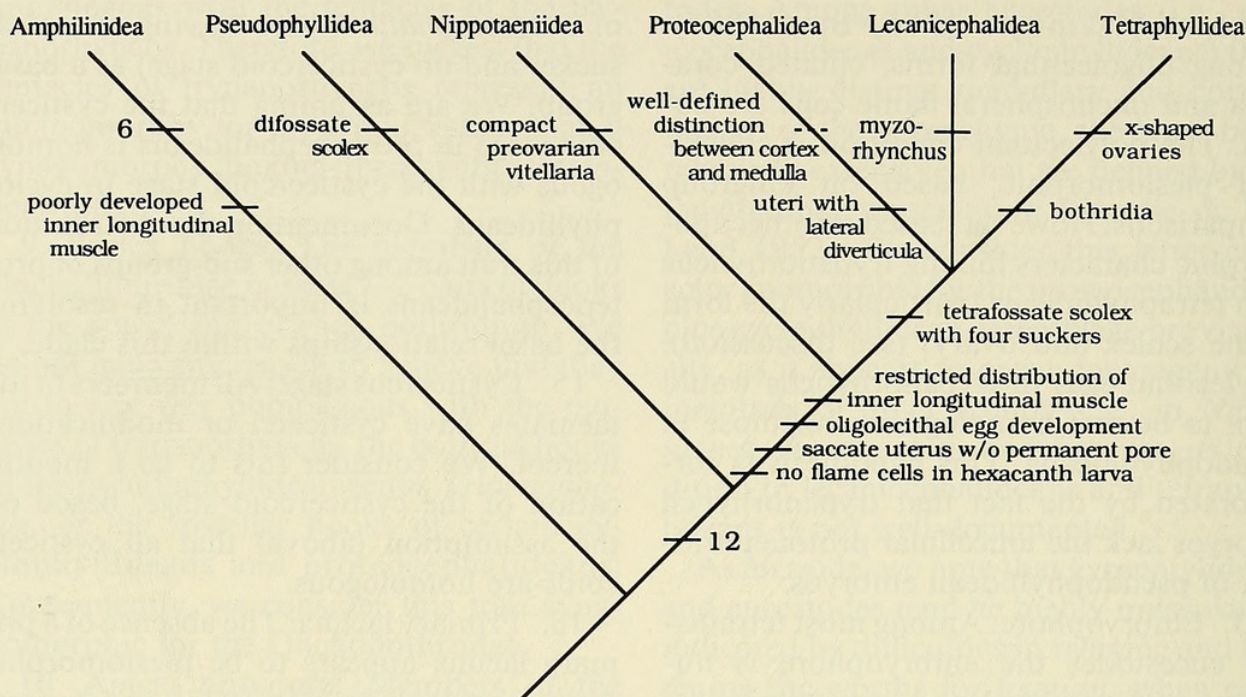 Amphilinidea Pseudophyllidea Nippotaeniidea Proteocephalidea Lecanicephalidea Tetraphyllidea
6
poorly developed
inner longitudinal
muscle
difossate
scolex
compact
preovarian
vitellaria
well-defined
distinction
between cortex
and medulla
uteri with
lateral
diverticula
myzo-
rhynchus
x-shaped
ovaries
bothridia
tetrafossate scolex
with four suckers
restricted distribution of
inner longitudinal muscle
oligolecithal egg development
saccate uterus w/o permanent pore
no flame cells in hexacanth larva
12